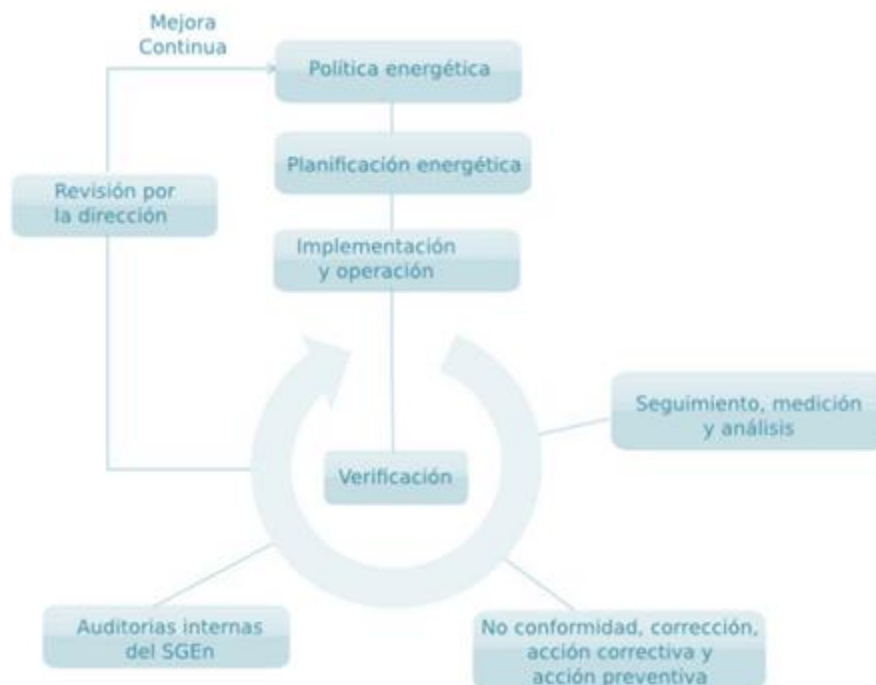 Mejora
Continua
Política energética
Planificación energética
Revisión por
la dirección
Implementación
y operación
Seguimiento, medición
y análisis
Verificación
Auditorias internas
del SGEn
No conformidad, corrección,
acción correctiva y
acción preventiva